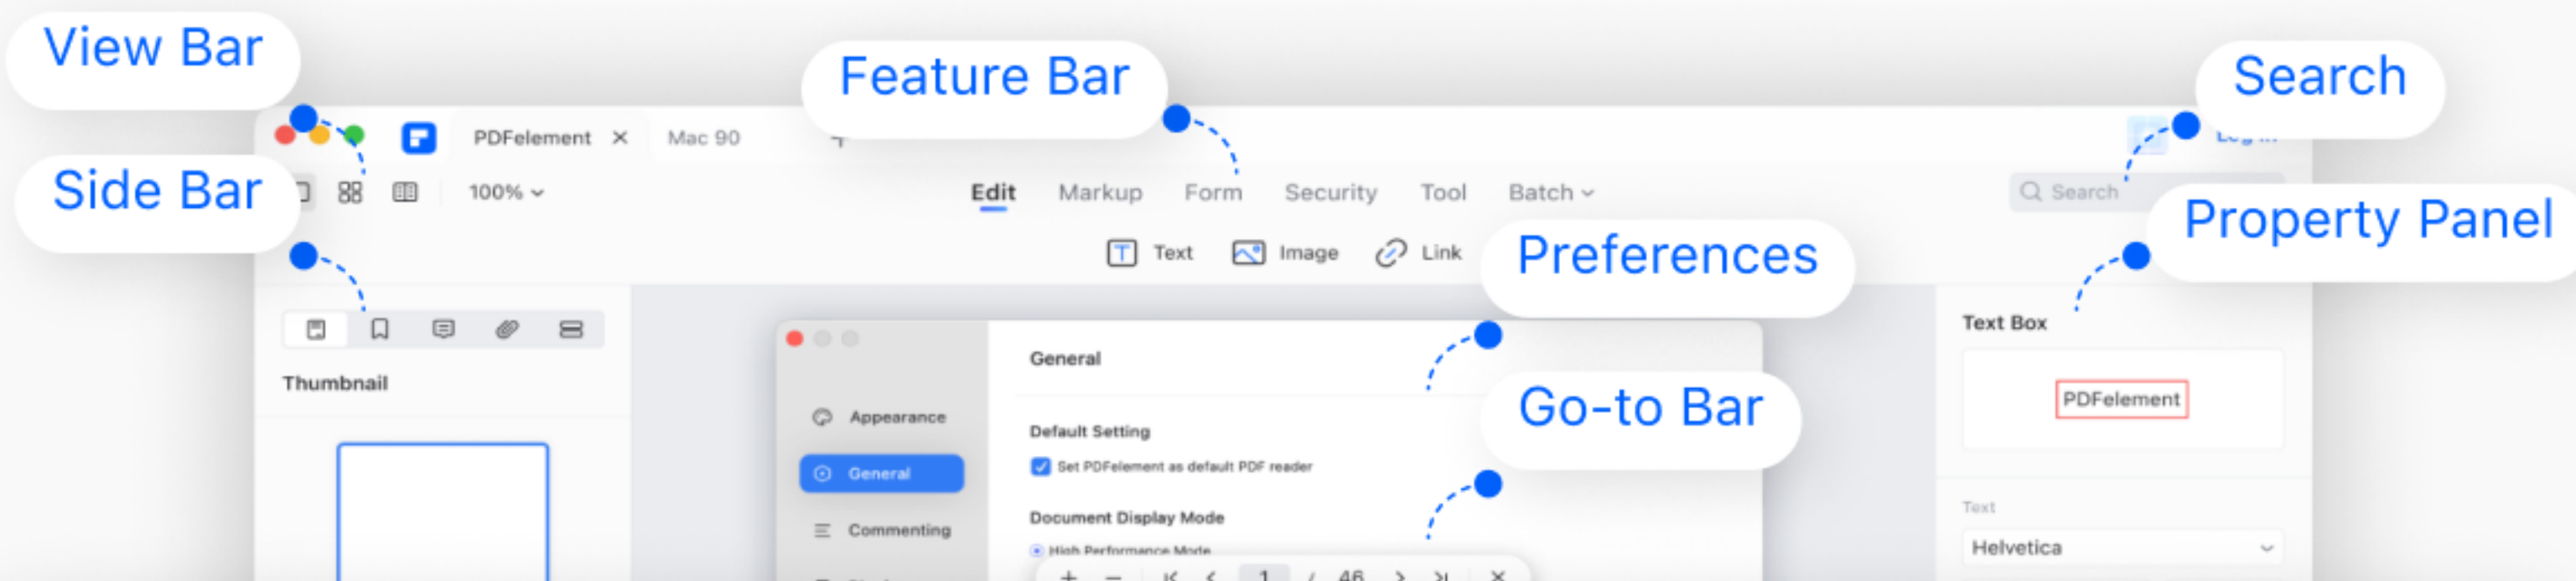 View Bar
Feature Bar
Search
PDFelement × Mac 90 +
Side Bar
100%
Edit Markup Form Security Tool Batch
Search
Property Panel
Text Image Link
Preferences
Text Box
Thumbnail
General
PDFelement
Appearance
Go-to Bar
Default Setting
General
Set PDFelement as default PDF reader
Text
Document Display Mode
Commenting
Helvetica
High Performance Mode
1 / 46